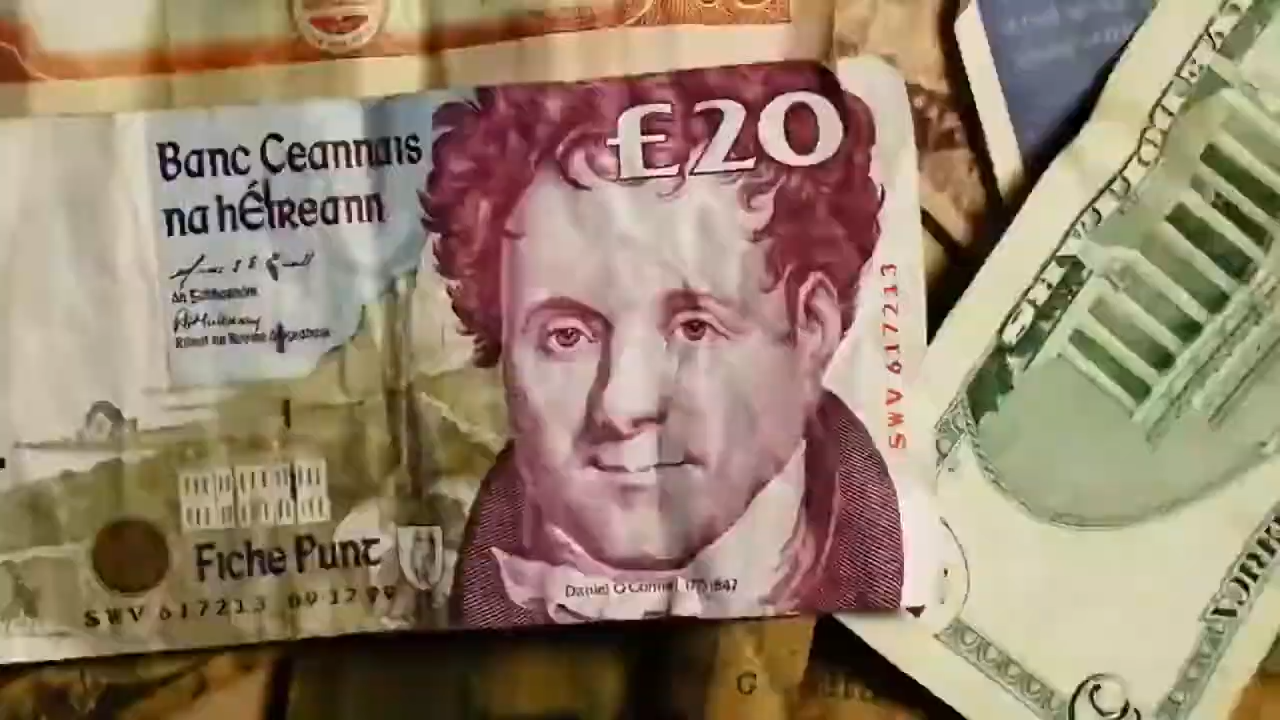 £20
Banc Ceannais
na hÉireann
An Gobharnóir
Fiche Punt
SWV 617213 09 12 99
Daniel O'Connell 1775-1847
SWV 617213
G